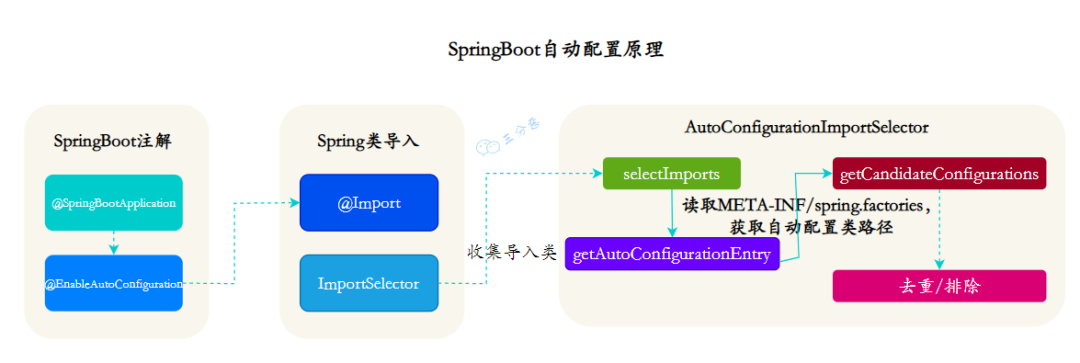 SpringBoot自动配置原理
SpringBoot注解
@SpringBootApplication
@EnableAutoConfiguration
Spring类导入
@Import
ImportSelector
三分恶
收集导入类
AutoConfigurationImportSelector
selectImports
getCandidateConfigurations
读取META-INF/spring.factories，
获取自动配置类路径
getAutoConfigurationEntry
去重/排除